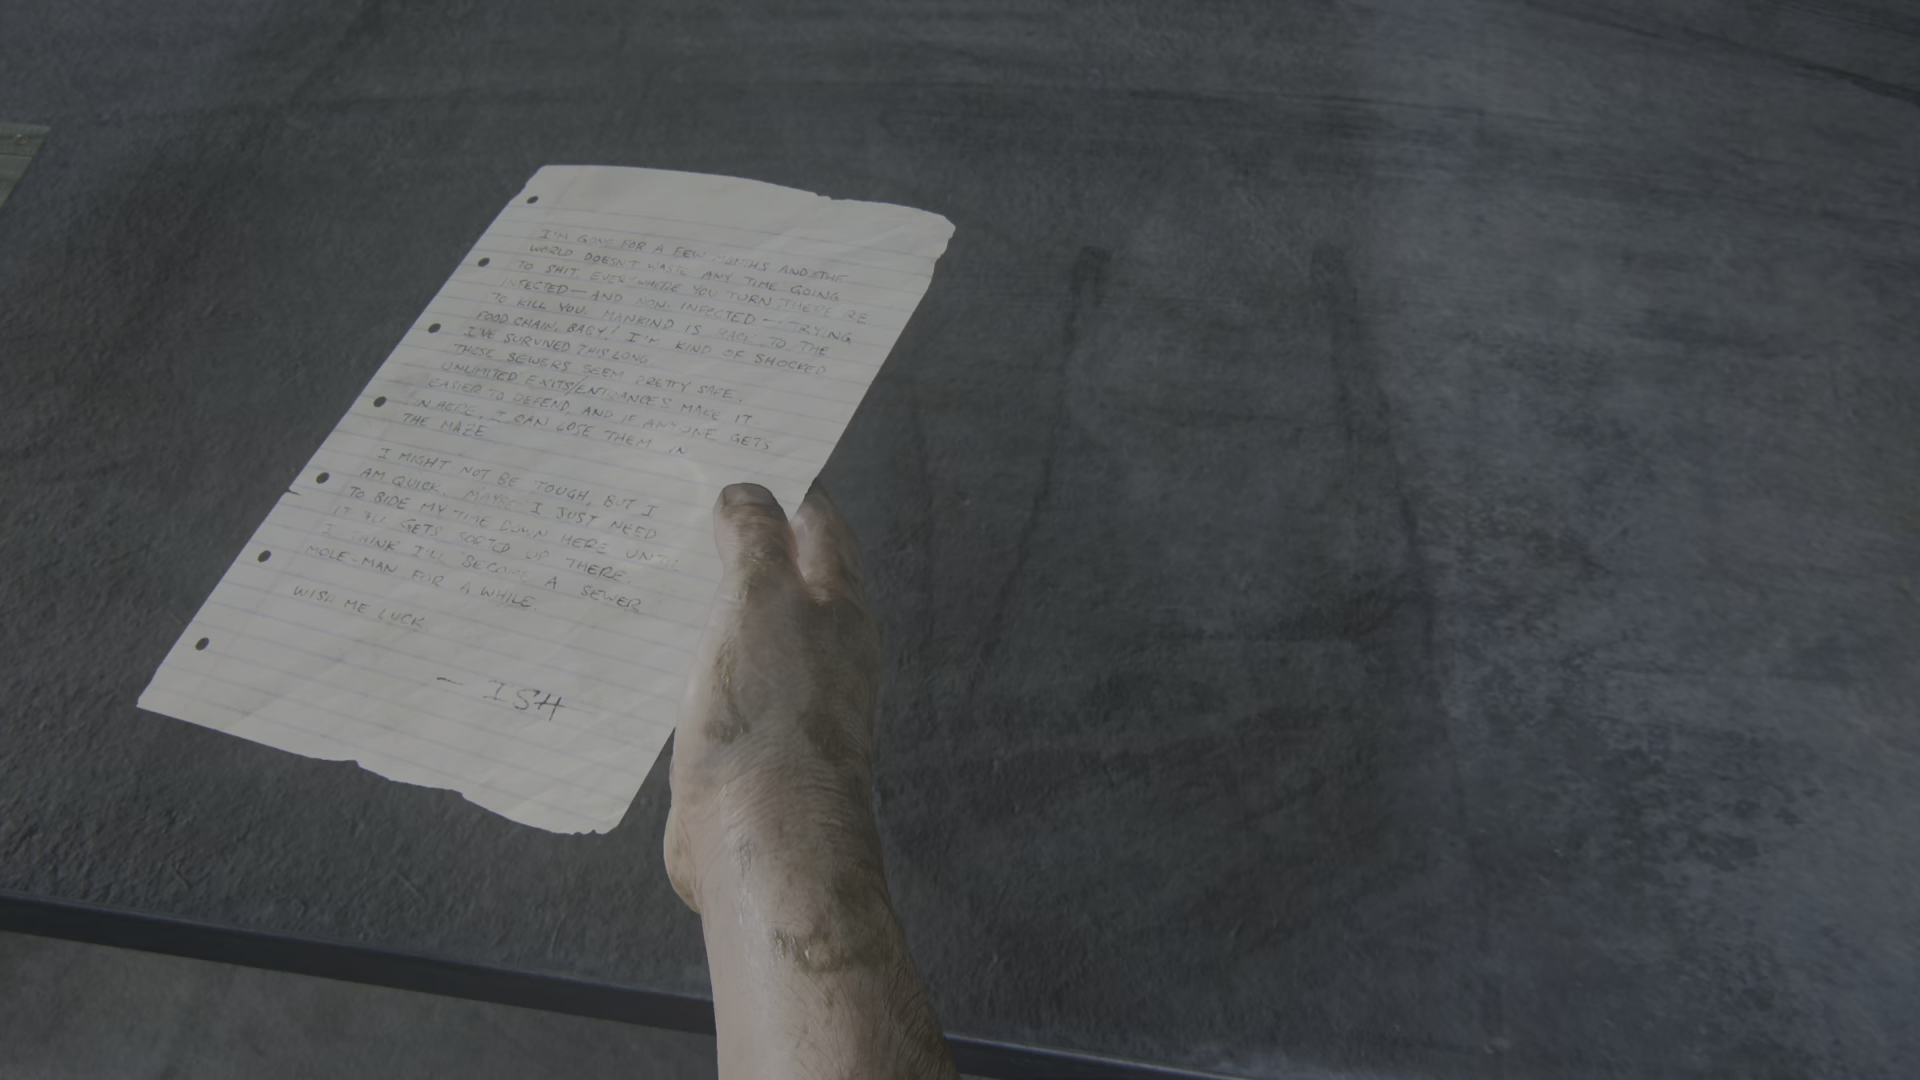 I'M GONE FOR A FEW MONTHS AND THE
WORLD DOESN'T WASTE ANY TIME GOING
TO SHIT. EVERYWHERE YOU TURN THERE'RE
INFECTED — AND NON-INFECTED — TRYING
TO KILL YOU. MANKIND IS BACK TO THE
FOOD CHAIN, BABY! I'M KIND OF SHOCKED
I'VE SURVIVED THIS LONG
THESE SEWERS SEEM PRETTY SAFE.
UNLIMITED EXITS/ENTRANCES MAKE IT
EASIER TO DEFEND, AND IF ANYONE GETS
IN HERE, I CAN LOSE THEM IN
THE MAZE
I MIGHT NOT BE TOUGH, BUT I
AM QUICK. MAYBE I JUST NEED
TO BIDE MY TIME DOWN HERE UNTIL
IT ALL GETS SORTED UP THERE.
I THINK I'LL BECOME A SEWER
MOLE-MAN FOR A WHILE.
WISH ME LUCK
— ISH